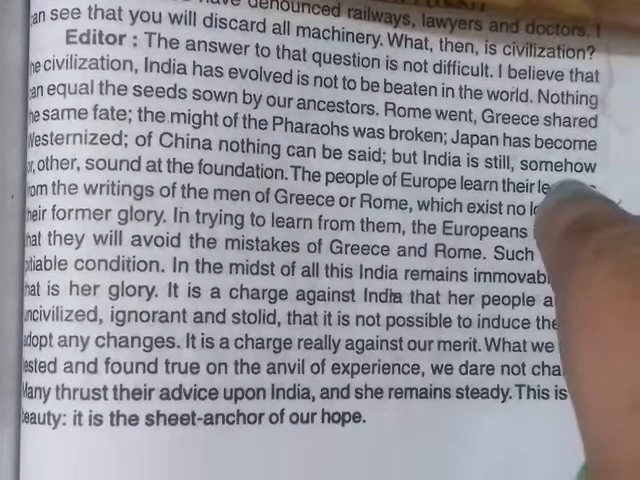 denounced railways, lawyers and doctors. I
can see that you will discard all machinery. What, then, is civilization?
Editor : The answer to that question is not difficult. I believe that
he civilization, India has evolved is not to be beaten in the world. Nothing
can equal the seeds sown by our ancestors. Rome went, Greece shared
he same fate; the might of the Pharaohs was broken; Japan has become
Westernized; of China nothing can be said; but India is still, somehow
r, other, sound at the foundation. The people of Europe learn their
om the writings of the men of Greece or Rome, which exist no
heir former glory. In trying to learn from them, the Europeans
hat they will avoid the mistakes of Greece and Rome. Such
itiable condition. In the midst of all this India remains immovab
hat is her glory. It is a charge against India that her people a
ncivilized, ignorant and stolid, that it is not possible to induce the
dopt any changes. It is a charge really against our merit. What we
ested and found true on the anvil of experience, we dare not cha
Many thrust their advice upon India, and she remains steady. This is
eauty: it is the sheet-anchor of our hope.